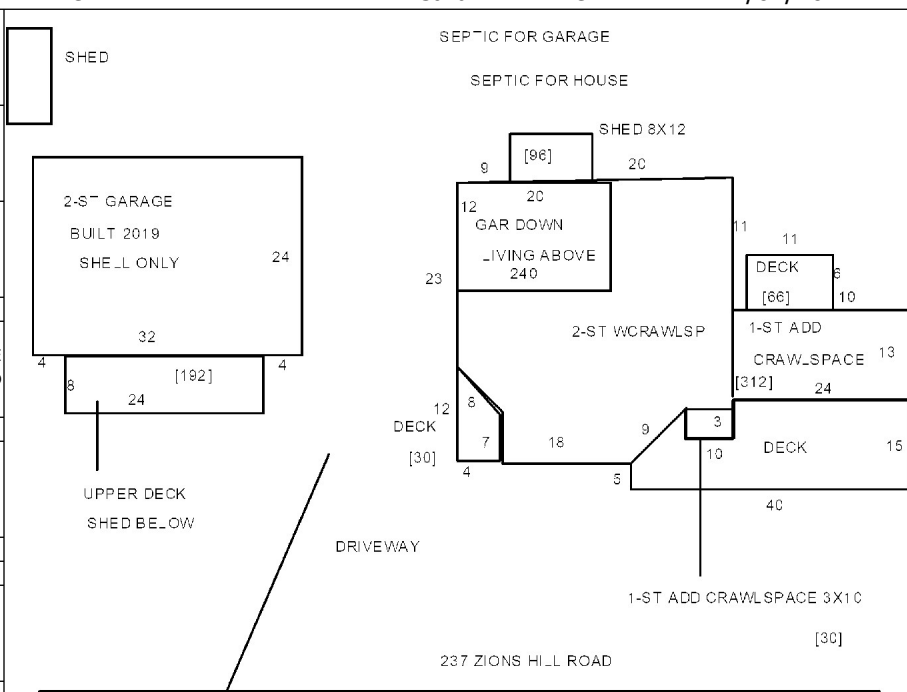 SHED
SEPTIC FOR GARAGE
SEPTIC FOR HOUSE
SHED 8X12
[96]
9
20
20
12
GAR DOWN
LIVING ABOVE
240
23
2-ST GARAGE
BUILT 2019
SHELL ONLY
24
32
4
4
8
[192]
24
UPPER DECK
SHED BELOW
11
11
DECK
6
[66]
10
2-ST WCRAWLSP
1-ST ADD
CRAWLSPACE
13
[312]
24
12
8
DECK
7
[30]
4
18
9
3
10
DECK
15
5
40
DRIVEWAY
1-ST ADD CRAWLSPACE 3X10
[30]
237 ZIONS HILL ROAD